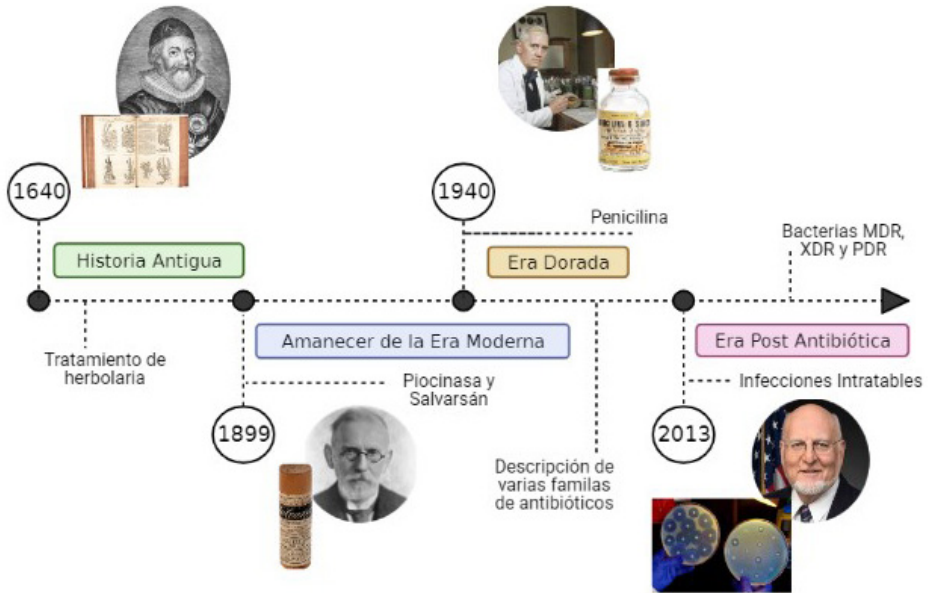 1640
Historia Antigua
Tratamiento de
herbolaria
1899
Amanecer de la Era Moderna
Piocinasa y
Salvarsán
1940
Penicilina
Era Dorada
Descripción de
varias familas
de antibióticos
2013
Era Post Antibiótica
Infecciones Intratables
Bacterias MDR,
XDR y PDR